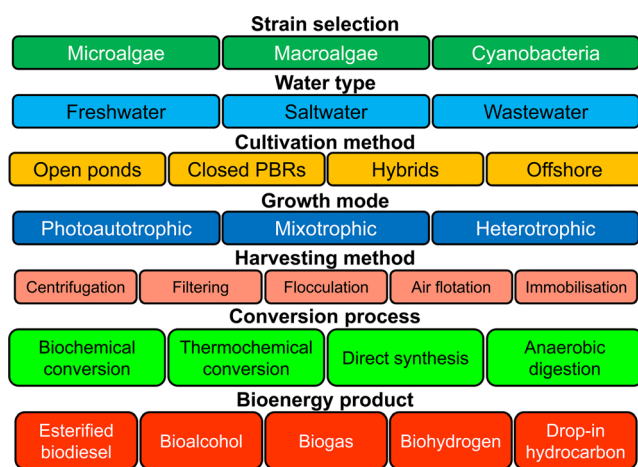 Strain selection
Microalgae Macroalgae Cyanobacteria
Water type
Freshwater Saltwater Wastewater
Cultivation method
Open ponds Closed PBRs Hybrids Offshore
Growth mode
Photoautotrophic Mixotrophic Heterotrophic
Harvesting method
Centrifugation Filtering Flocculation Air flotation Immobilisation
Conversion process
Biochemical
conversion
Thermochemical
conversion
Direct synthesis
Anaerobic
digestion
Bioenergy product
Esterified
biodiesel
Bioalcohol
Biogas
Biohydrogen
Drop-in
hydrocarbon